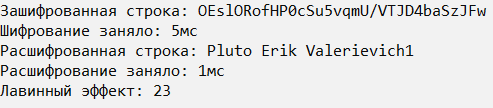 Зашифрованная строка: OEslORofHP0cSu5vqmU/VTJD4baSzJFw
Шифрование заняло: 5мс
Расшифрованная строка: Pluto Erik Valerievich1
Расшифрование заняло: 1мс
Лавинный эффект: 23